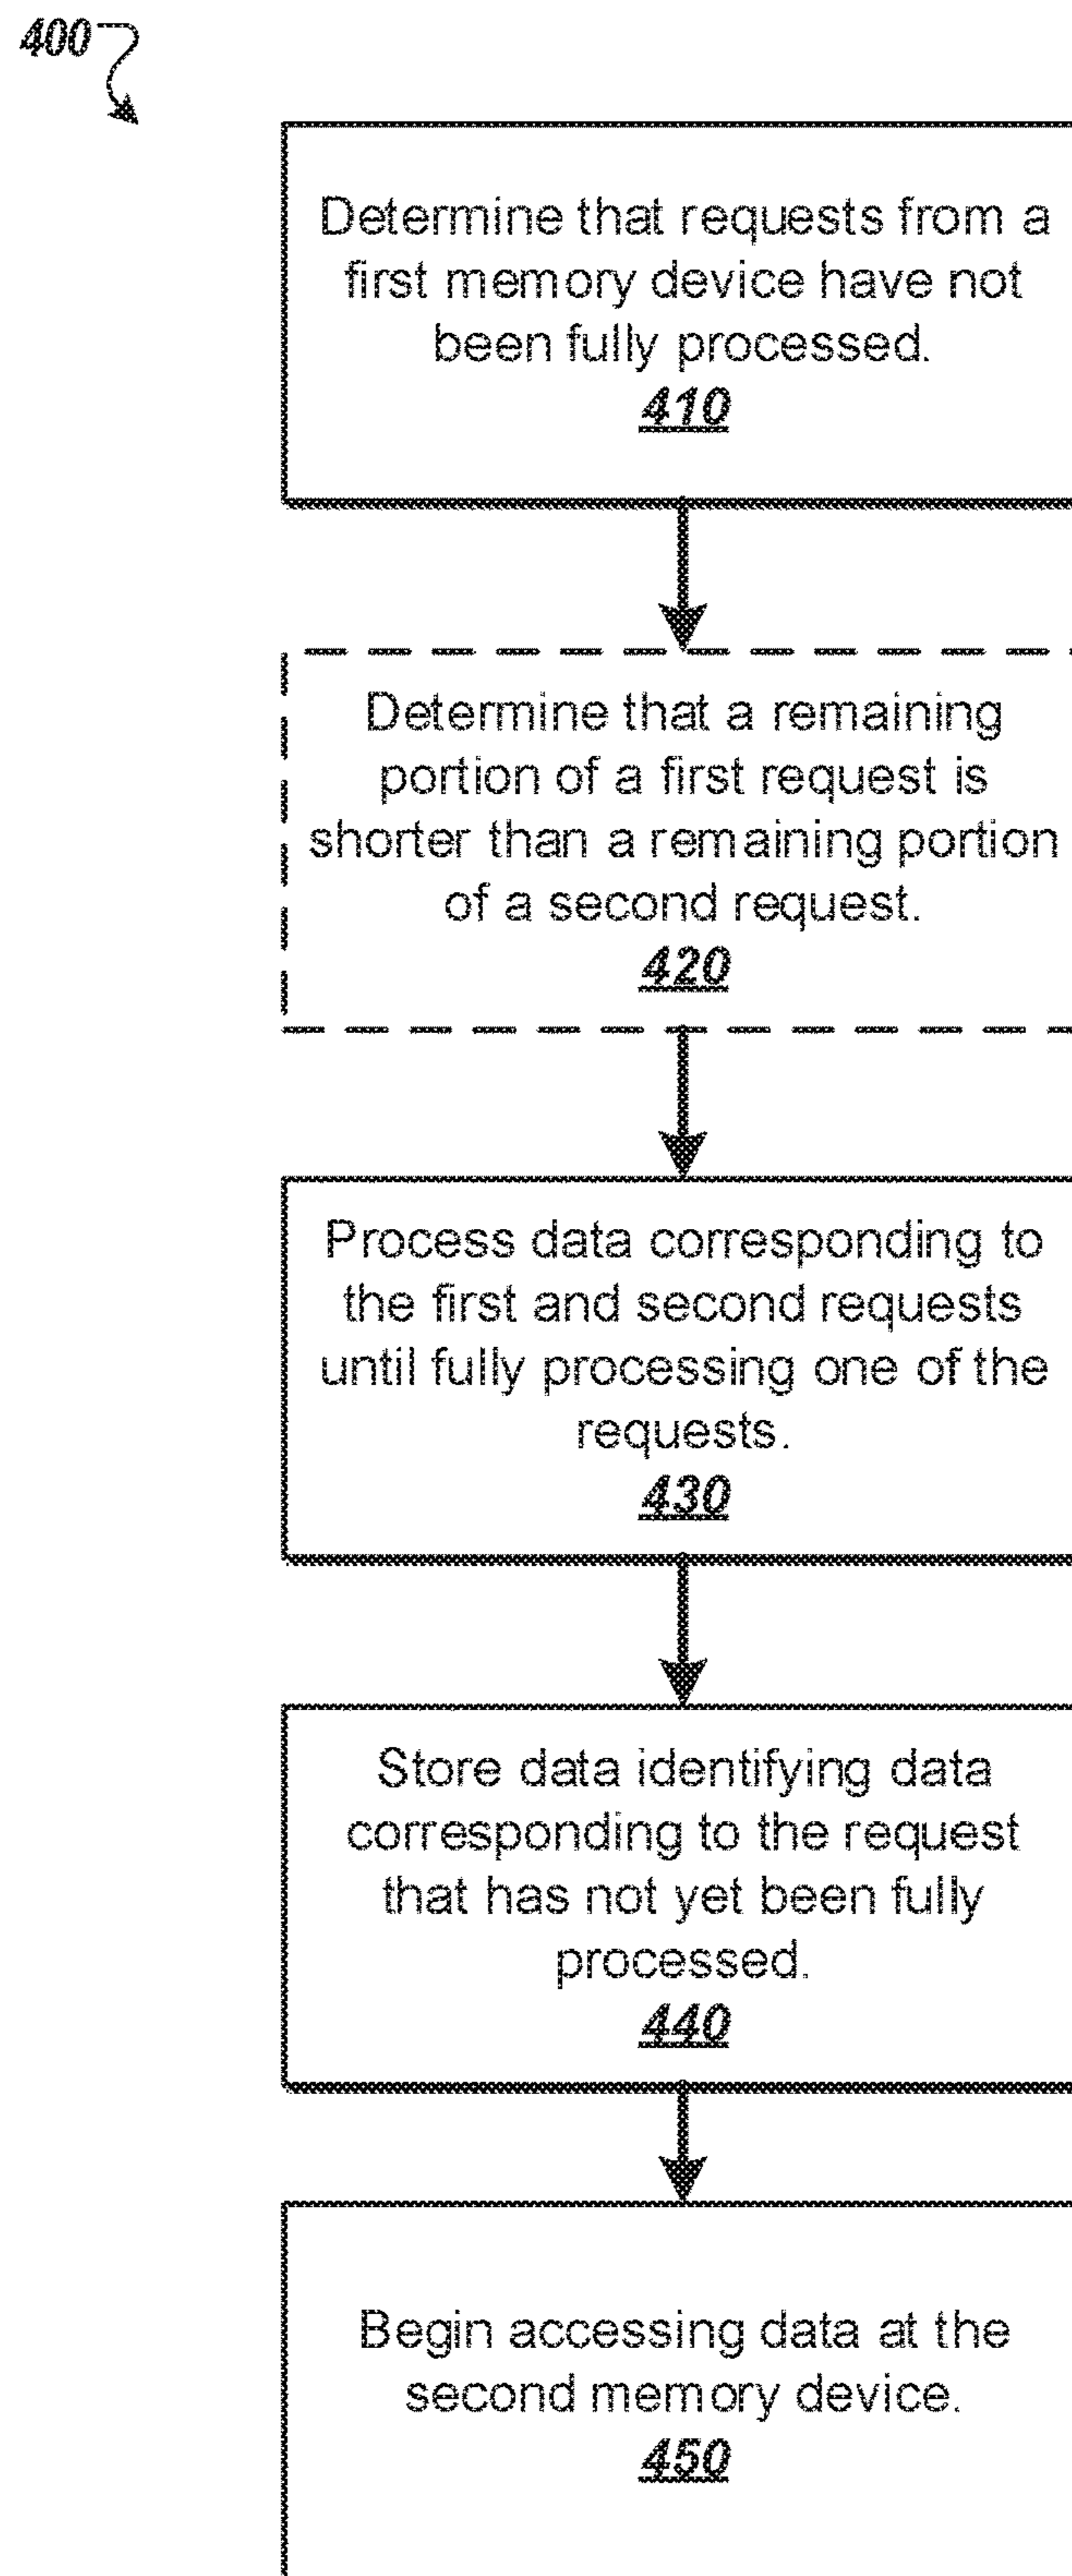 400
Determine that requests from a
first memory device have not
been fully processed.
410
Determine that a remaining
portion of a first request is
shorter than a remaining portion
of a second request.
420
Process data corresponding to
the first and second requests
until fully processing one of the
requests.
430
Store data identifying data
corresponding to the request
that has not yet been fully
processed.
440
Begin accessing data at the
second memory device.
450